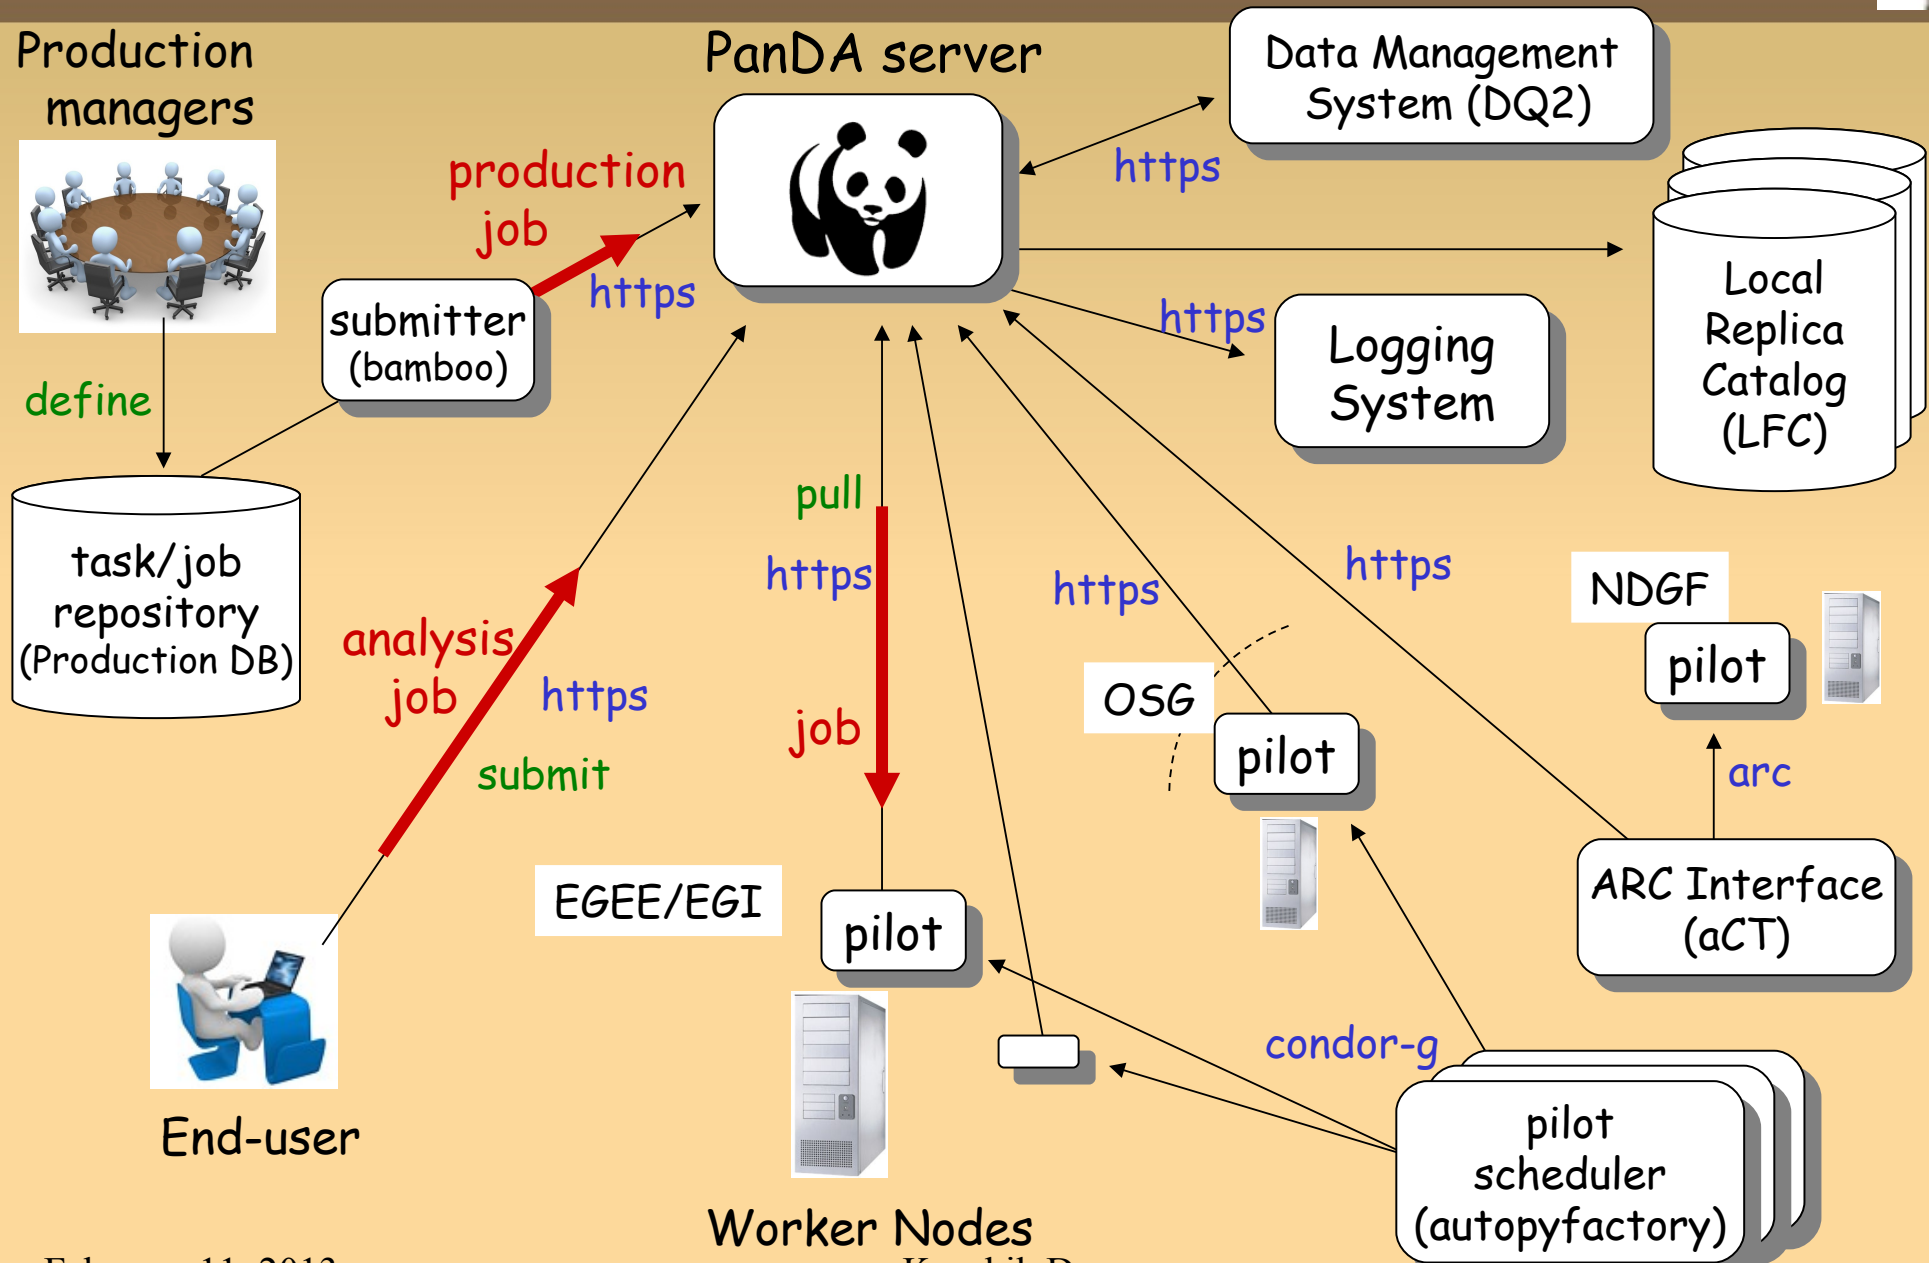 Production
managers
PanDA server
Data Management
System (DQ2)
https
production
job
https
submitter
(bamboo)
https
Logging
System
Local
Replica
Catalog
(LFC)
define
task/job
repository
(Production DB)
pull
https
job
analysis
job
https
submit
https
https
OSG
pilot
NDGF
pilot
arc
ARC Interface
(aCT)
EGEE/EGI
pilot
condor-g
pilot
scheduler
(autopyfactory)
End-user
Worker Nodes
11, 2013